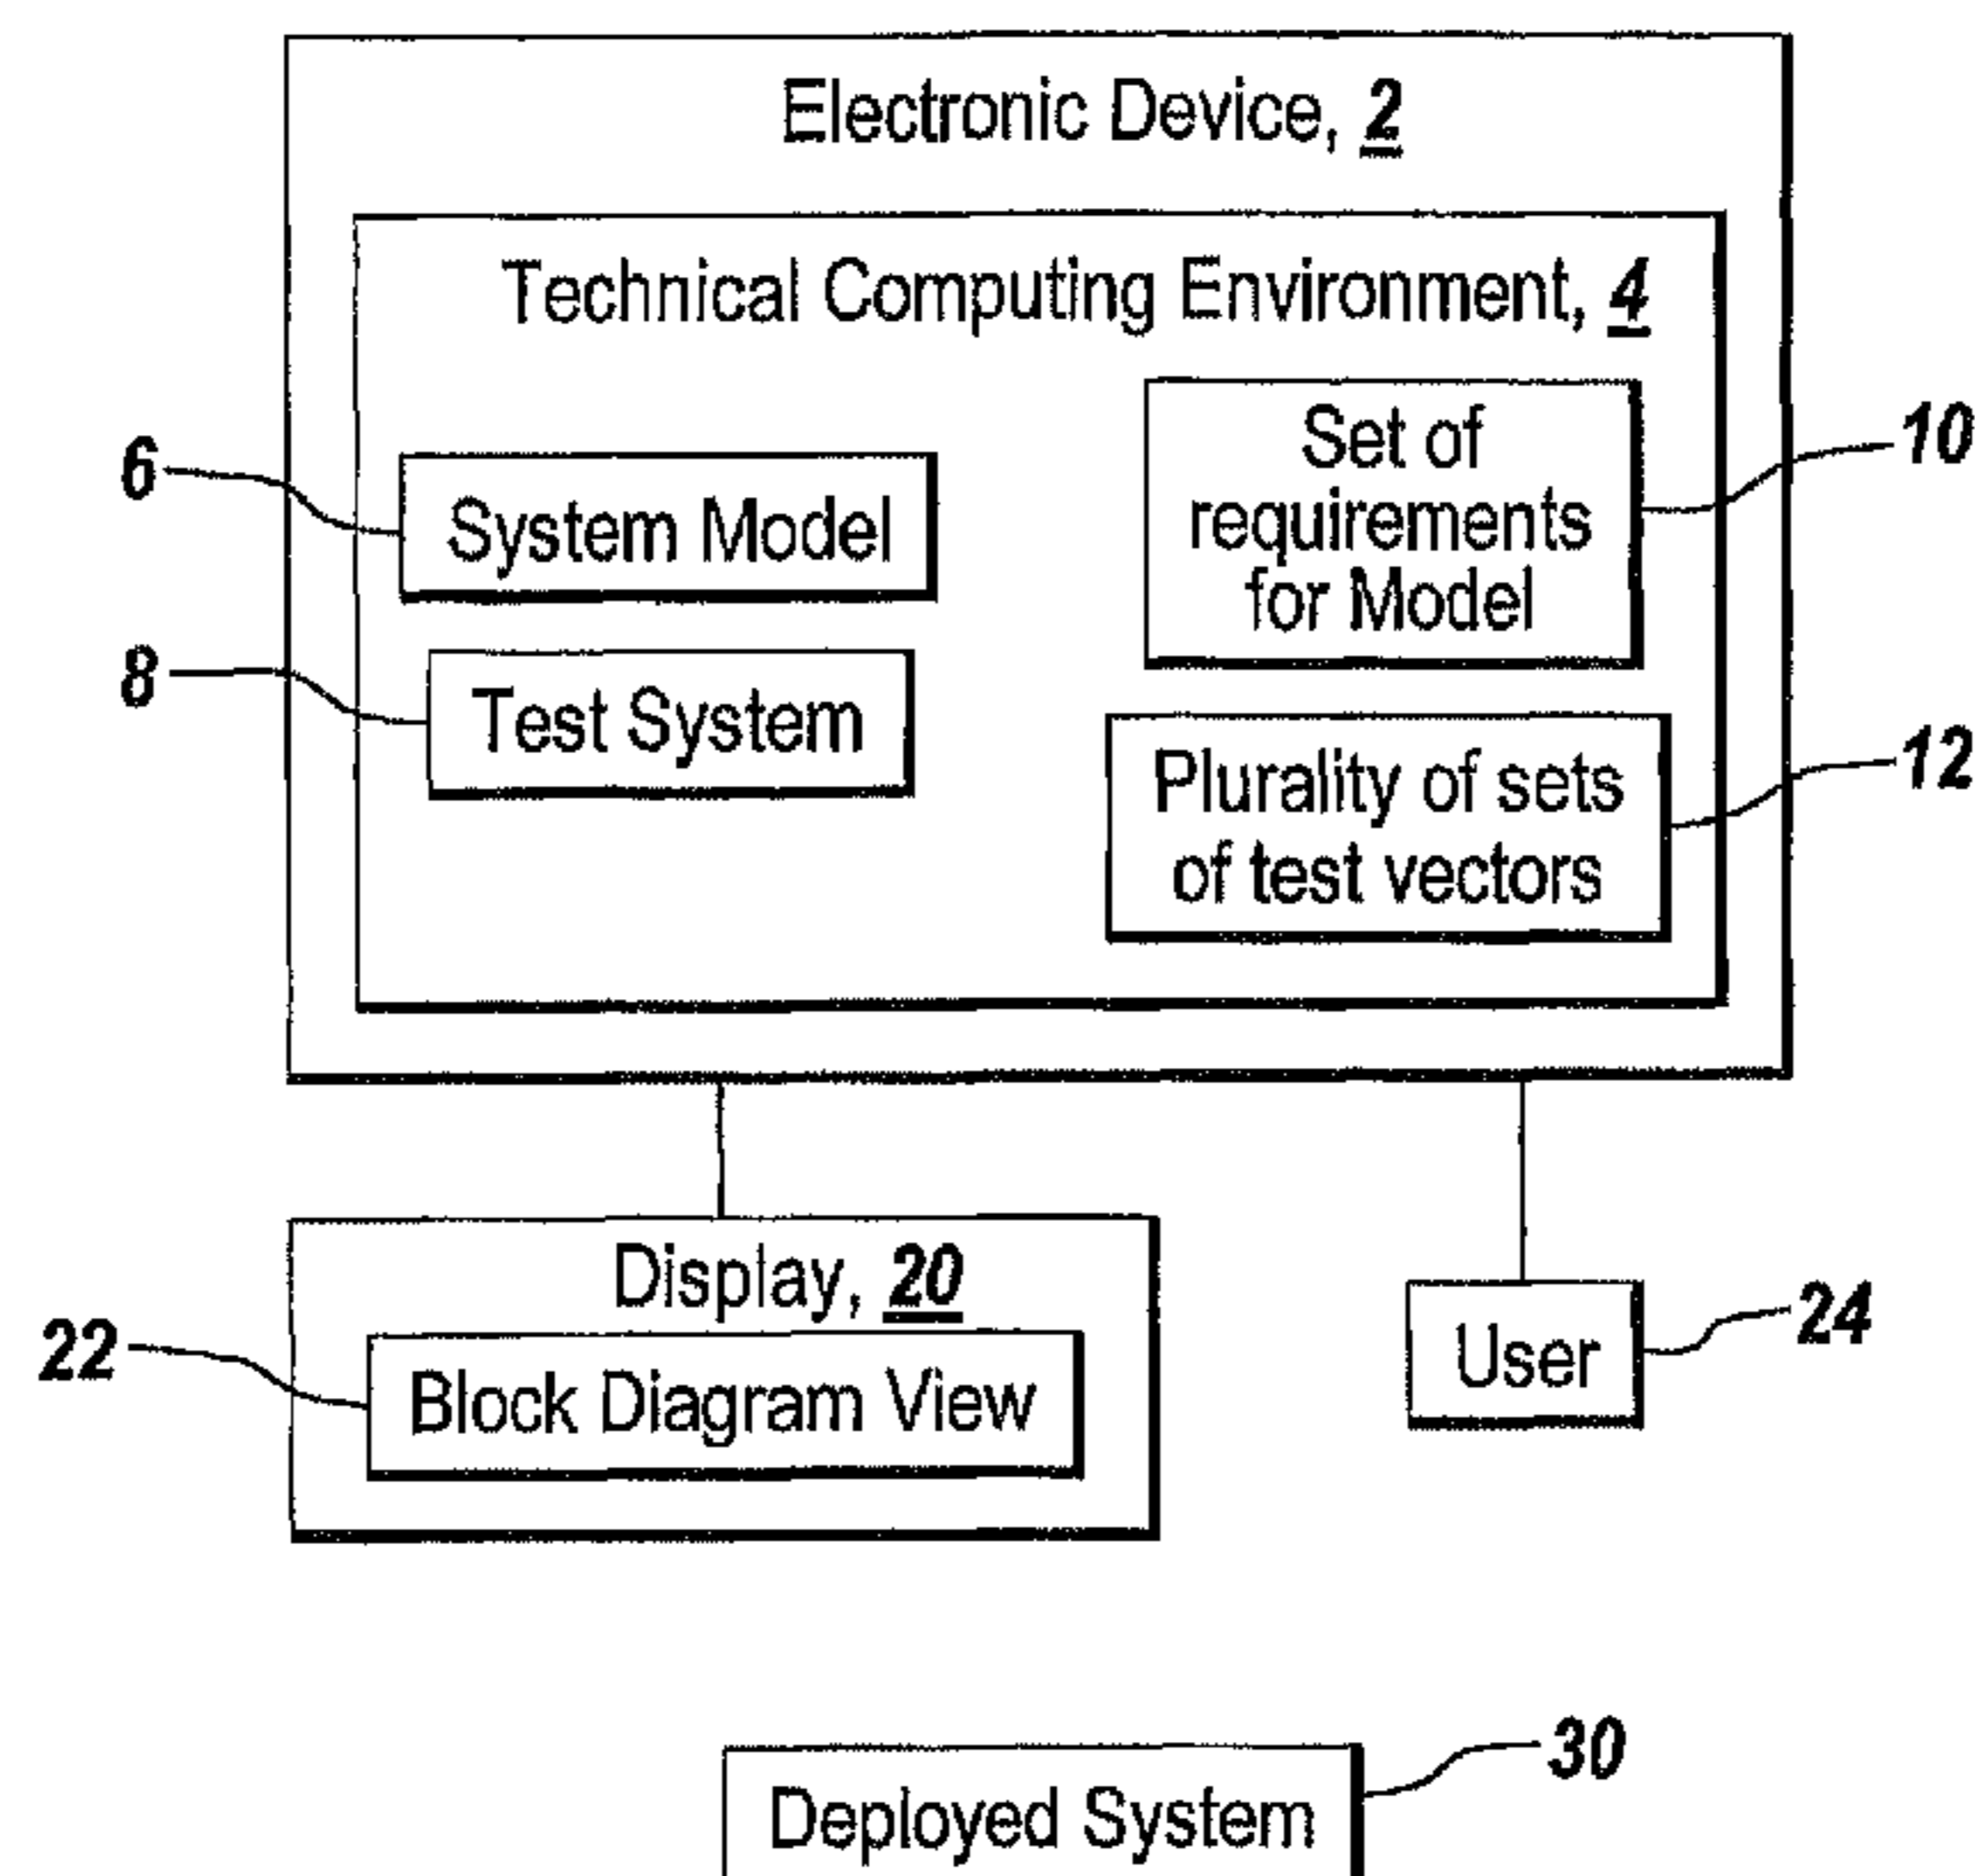 Electronic Device, 2
Technical Computing Environment, 4
6
System Model
8
Test System
Set of
requirements
for Model
10
Plurality of sets
of test vectors
12
Display, 20
22
Block Diagram View
User
24
Deployed System
30